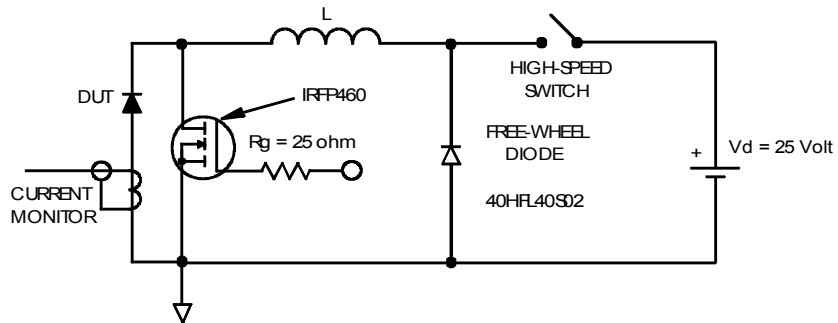 L
HIGH-SPEED
SWITCH
DUT
IRFP460
Rg = 25 ohm
FREE-WHEEL
DIODE
+
Vd = 25 Volt
CURRENT
MONITOR
40HFL40S02